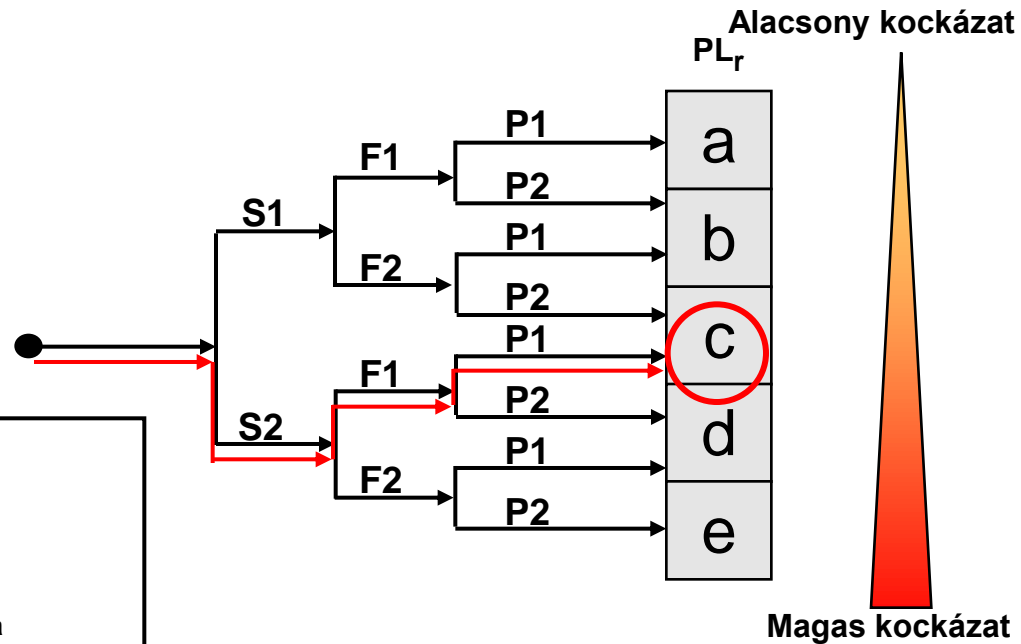 Alacsony kockázat
PLr
P1
a
F1
P2
S1
P1
b
F2
P2
P1
c
F1
P2
S2
d
P1
F2
P2
e
Magas kockázat